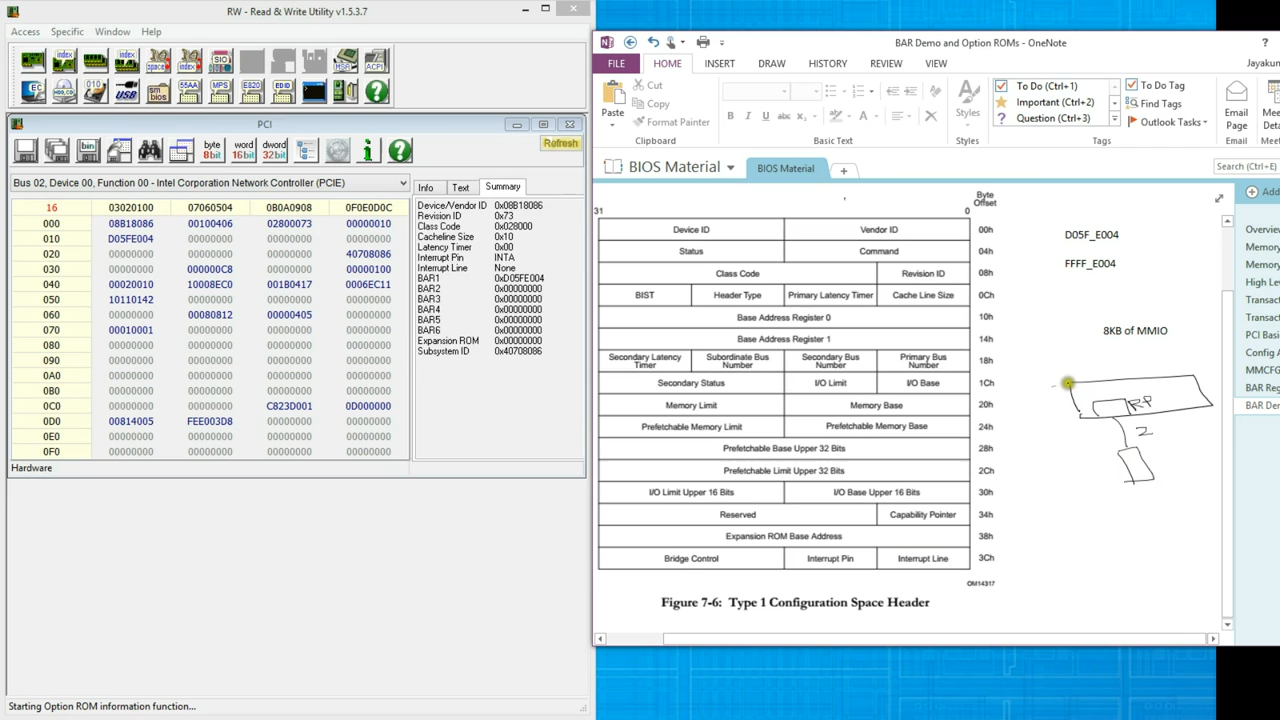 RW - Read & Write Utility v1.5.3.7
Access Specific Window Help
PCI
byte 8bit word 16bit dword 32bit Refresh
Bus 02, Device 00, Function 00 - Intel Corporation Network Controller (PCIE)
Info Text Summary
16 03020100 07060504 0B0A0908 0F0E0D0C
000 08B18086 00100406 02800073 00000010
010 D05FE004 00000000 00000000 00000000
020 00000000 00000000 00000000 40708086
030 00000000 000000C8 00000000 00000100
040 00020010 10008EC0 001B0417 0006EC11
050 10110142 00000000 00000000 00000000
060 00000000 00080812 00000405 00000000
070 00010001 00000000 00000000 00000000
080 00000000 00000000 00000000 00000000
090 00000000 00000000 00000000 00000000
0A0 00000000 00000000 00000000 00000000
0B0 00000000 00000000 00000000 00000000
0C0 00000000 00000000 C823D001 0D000000
0D0 00814005 FEE003D8 00000000 00000000
0E0 00000000 00000000 00000000 00000000
0F0 00000000 00000000 00000000 00000000
Device/Vendor ID 0x08B18086
Revision ID 0x73
Class Code 0x028000
Cacheline Size 0x10
Latency Timer 0x00
Interrupt Pin INTA
Interrupt Line None
BAR1 0xD05FE004
BAR2 0x00000000
BAR3 0x00000000
BAR4 0x00000000
BAR5 0x00000000
BAR6 0x00000000
Expansion ROM 0x00000000
Subsystem ID 0x40708086
Hardware
Starting Option ROM information function...
BAR Demo and Option ROMs - OneNote
FILE HOME INSERT DRAW HISTORY REVIEW VIEW Jayakun
Paste Cut Copy Format Painter
Clipboard
B I U abc
Basic Text
Styles
Styles
To Do (Ctrl+1)
Important (Ctrl+2)
Question (Ctrl+3)
To Do Tag
Find Tags
Outlook Tasks
Tags
Email Page
Email
BIOS Material BIOS Material Search (Ctrl+E)
31 0 Byte Offset
Device ID Vendor ID 00h
Status Command 04h
Class Code Revision ID 08h
BIST Header Type Primary Latency Timer Cache Line Size 0Ch
Base Address Register 0 10h
Base Address Register 1 14h
Secondary Latency Timer Subordinate Bus Number Secondary Bus Number Primary Bus Number 18h
Secondary Status I/O Limit I/O Base 1Ch
Memory Limit Memory Base 20h
Prefetchable Memory Limit Prefetchable Memory Base 24h
Prefetchable Base Upper 32 Bits 28h
Prefetchable Limit Upper 32 Bits 2Ch
I/O Limit Upper 16 Bits I/O Base Upper 16 Bits 30h
Reserved Capability Pointer 34h
Expansion ROM Base Address 38h
Bridge Control Interrupt Pin Interrupt Line 3Ch
OM14317
Figure 7-6: Type 1 Configuration Space Header
D05F_E004
FFFF_E004
8KB of MMIO
RP
2
Add
Overview
Memory
Memory
High Lev
Transact
Transact
PCI Basi
Config A
MMCFG
BAR Reg
BAR Der